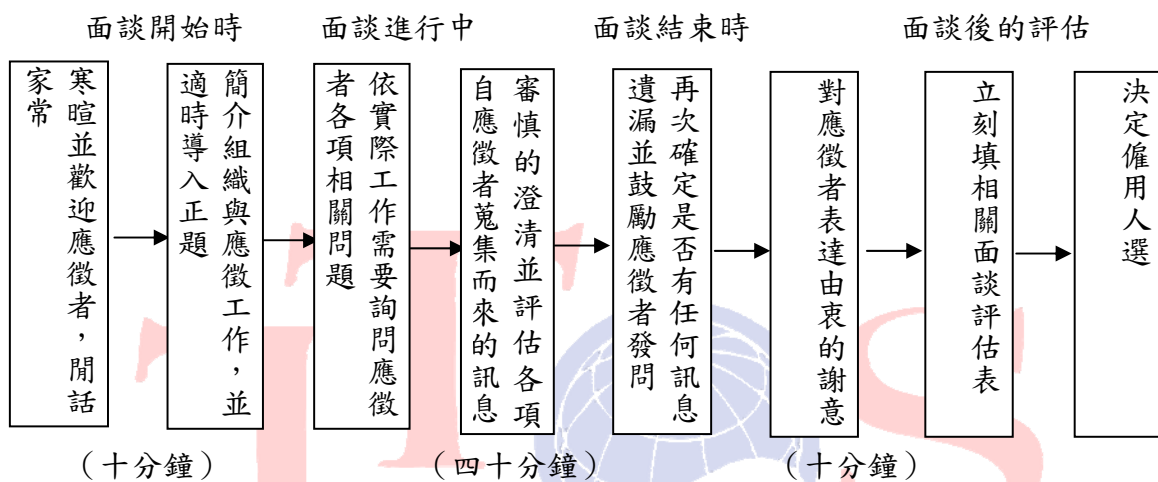 面談開始時
面談進行中
面談結束時
面談後的評估
寒暄並歡迎應徵者，閒話
家常
簡介組織與應徵工作，並
適時導入正題
依實際工作需要詢問應徵
者各項相關問題
審慎的澄清並評估各項
自應徵者蒐集而來的訊息
再次確定是否有任何訊息
遺漏並鼓勵應徵者發問
對應徵者表達由衷的謝意
立刻填相關面談評估表
決定僱用人選
（十分鐘）
（四十分鐘）
（十分鐘）
TTQS